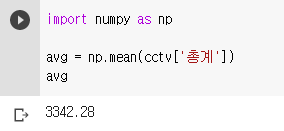 import numpy as np
avg = np.mean(cctv['총계'])
avg
3342.28